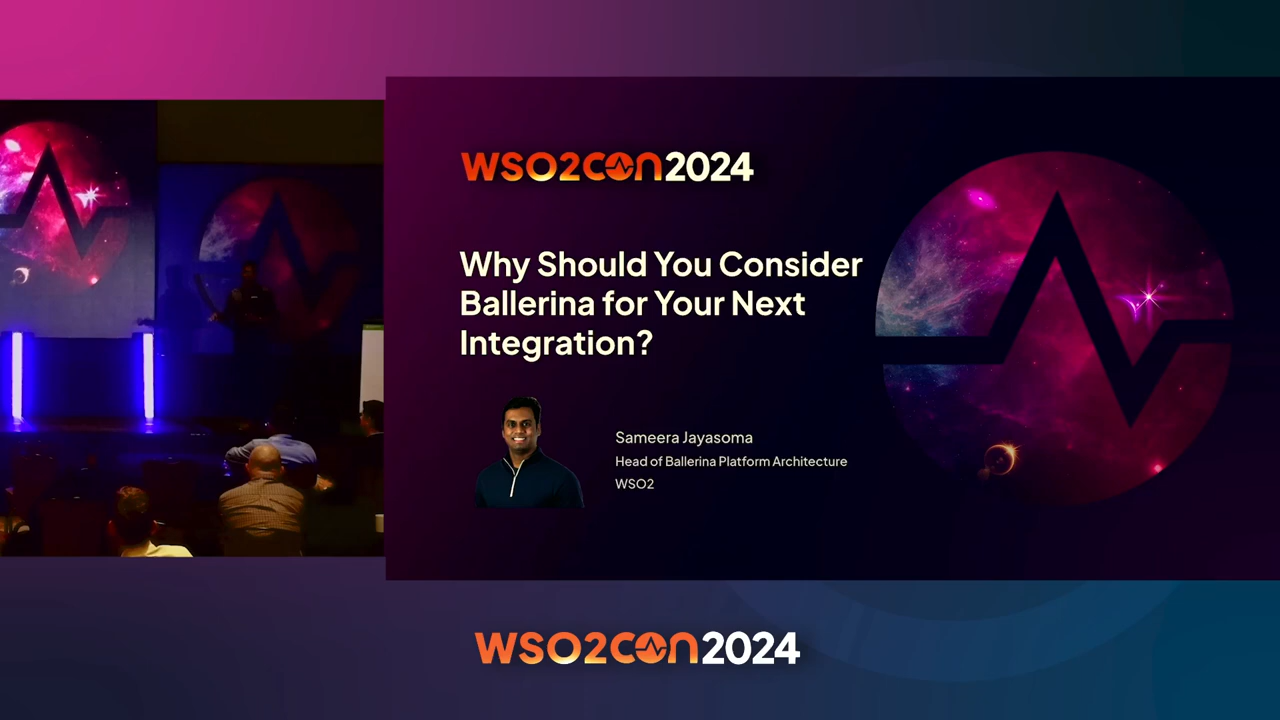 WSO2CON2024
Why Should You Consider
Ballerina for Your Next
Integration?
Sameera Jayasoma
Head of Ballerina Platform Architecture
WSO2
WSO2CON2024